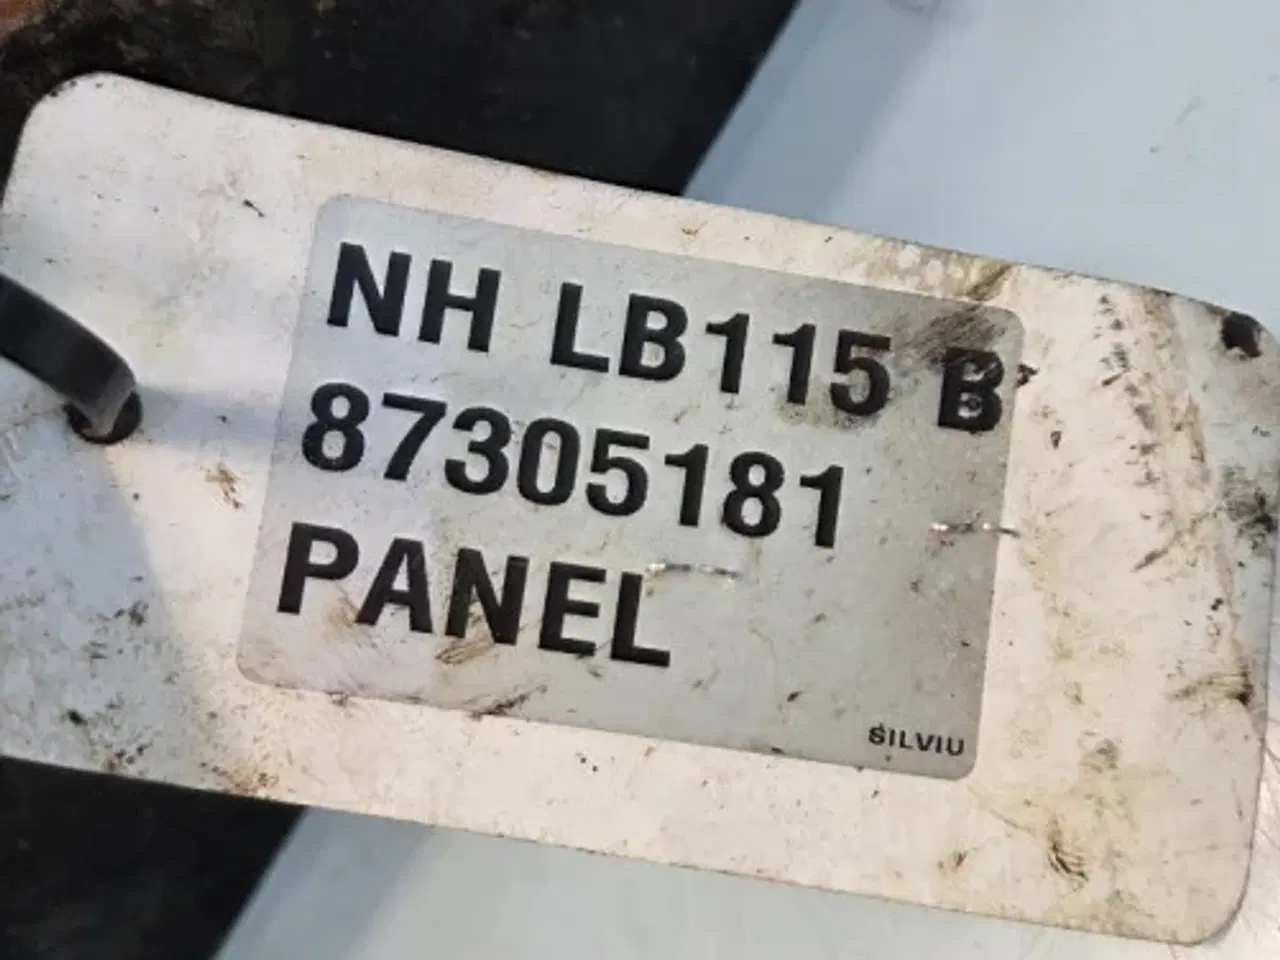 NH LB115 B
87305181
PANEL
SILVIU